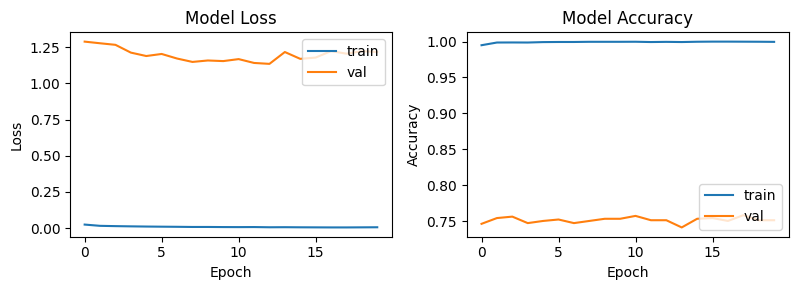 Model Loss
1.25
1.00
0.75
0.50
0.25
0.00
Loss
0
5
10
15
Epoch
train
val
Model Accuracy
1.00
0.95
0.90
0.85
0.80
0.75
Accuracy
0
5
10
15
Epoch
train
val